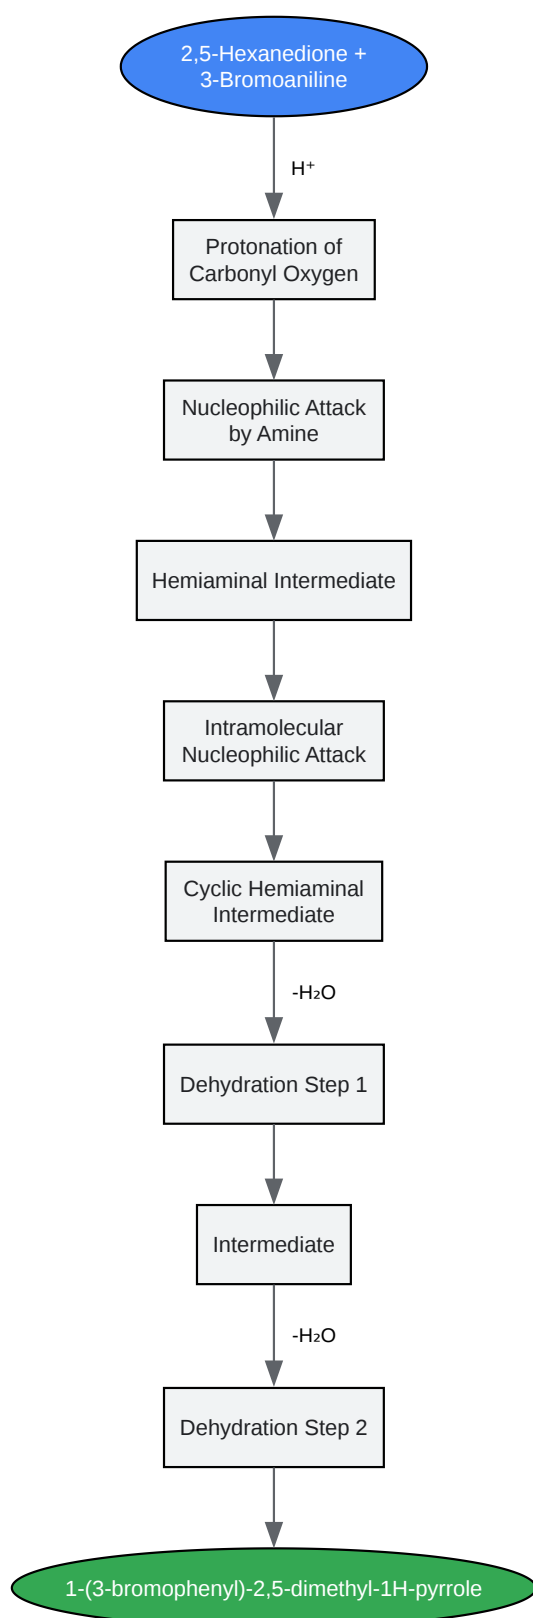 2,5-Hexanedione +
3-Bromoaniline
H⁺
Protonation of
Carbonyl Oxygen
Nucleophilic Attack
by Amine
Hemiaminal Intermediate
Intramolecular
Nucleophilic Attack
Cyclic Hemiaminal
Intermediate
-H₂O
Dehydration Step 1
Intermediate
-H₂O
Dehydration Step 2
1-(3-bromophenyl)-2,5-dimethyl-1H-pyrrole